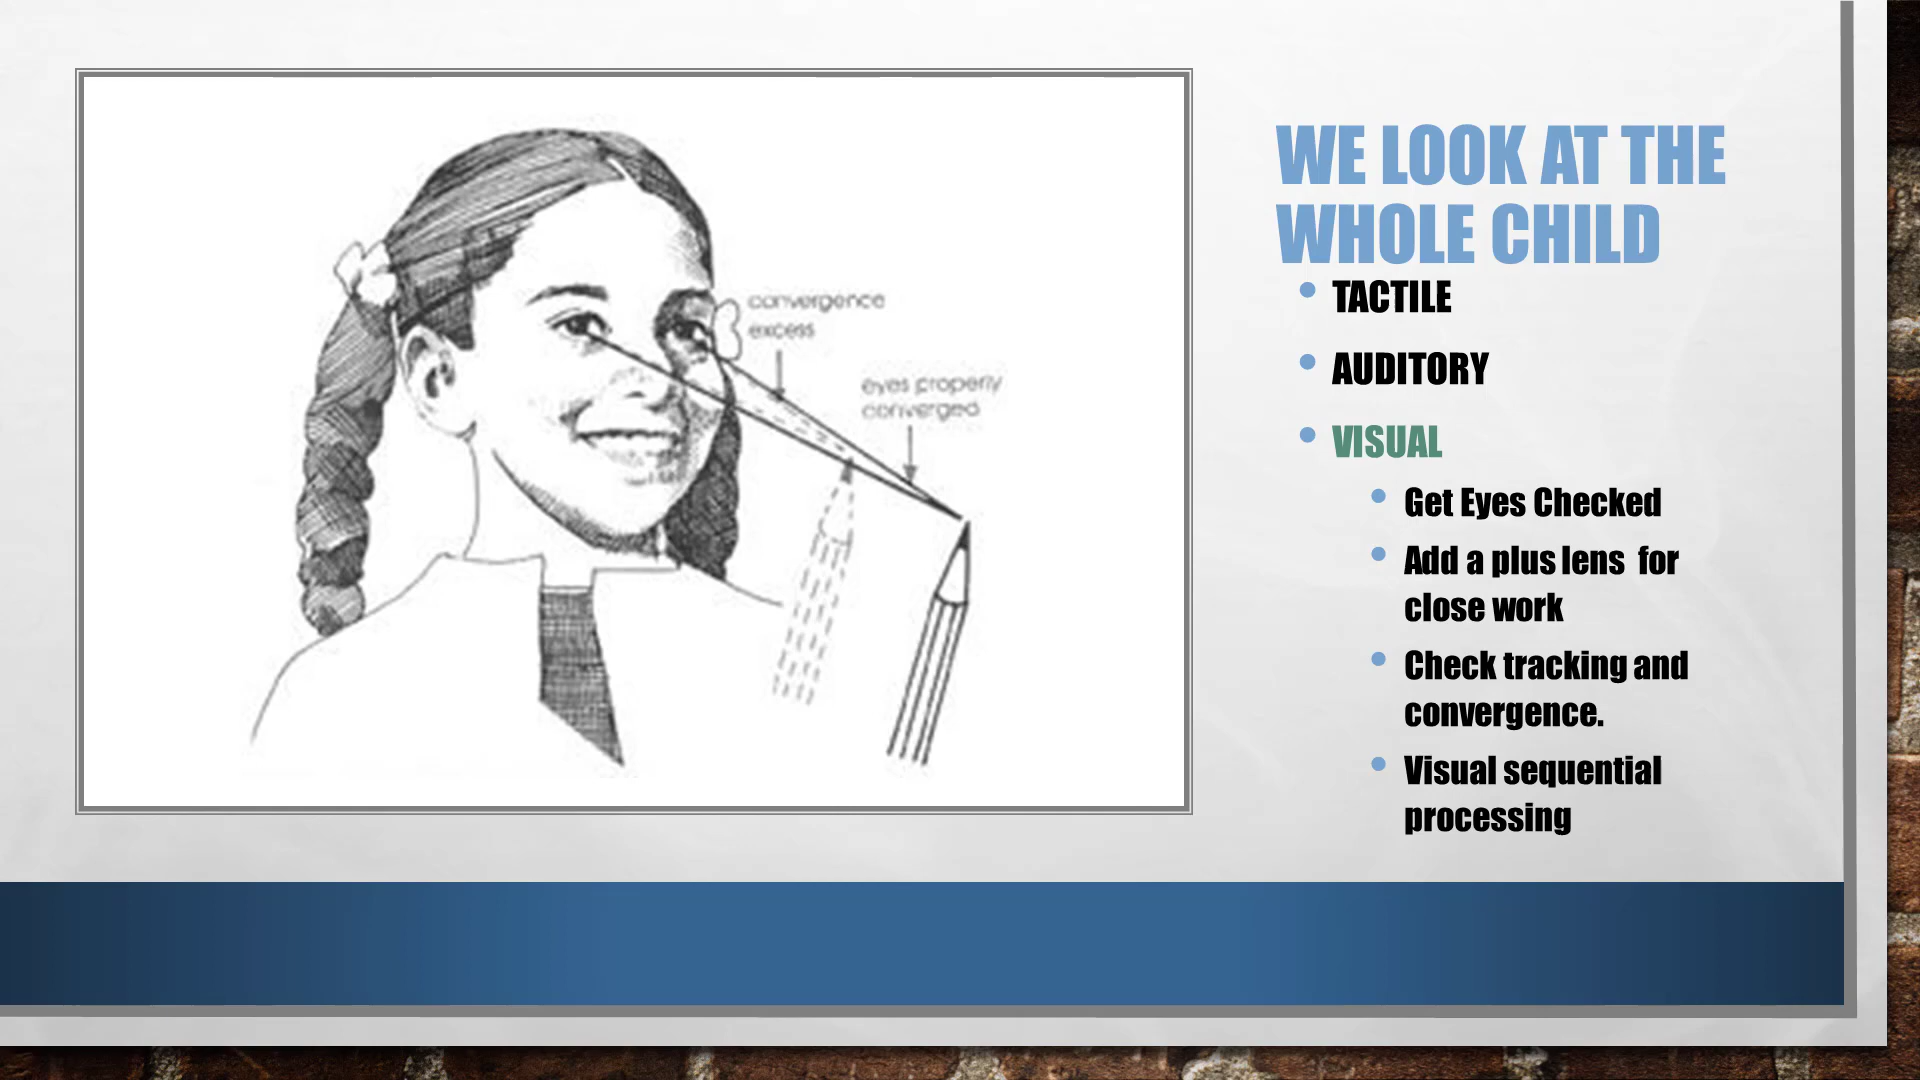 convergence
excess
eyes properly
converged
WE LOOK AT THE
WHOLE CHILD
TACTILE
AUDITORY
VISUAL
Get Eyes Checked
Add a plus lens for
close work
Check tracking and
convergence.
Visual sequential
processing